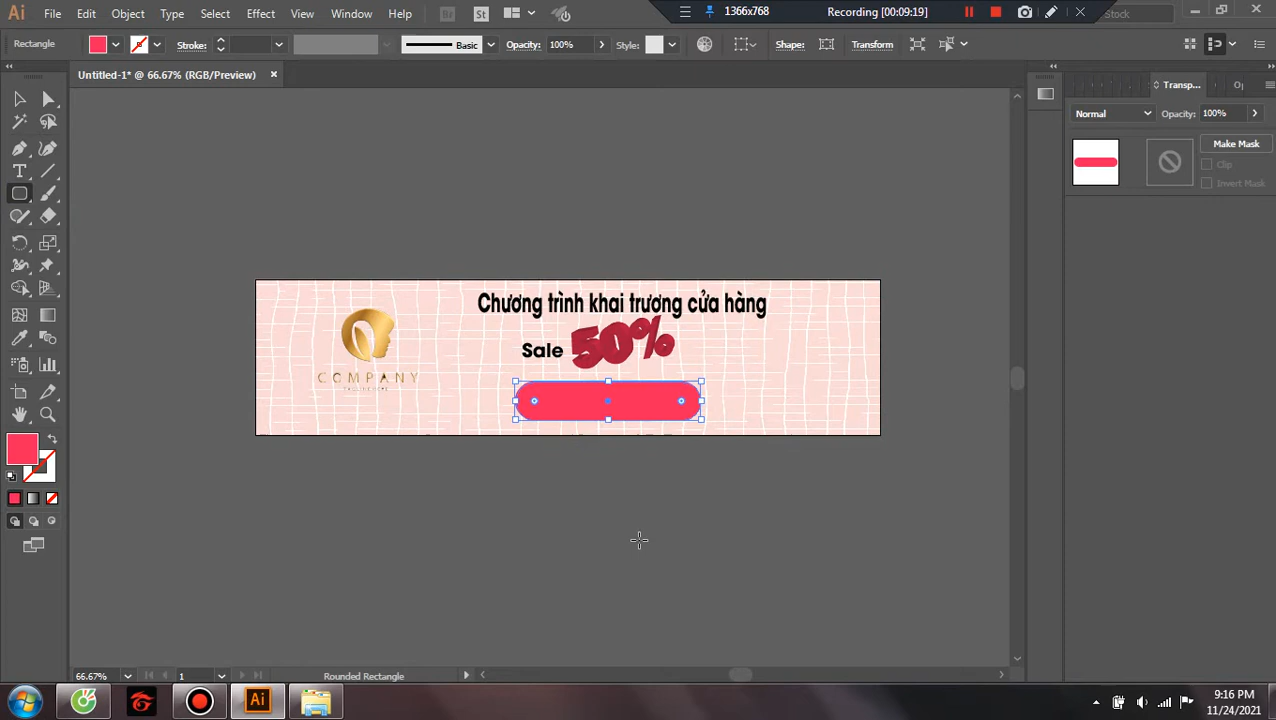 Ai File Edit Object Type Select Effect View Window Help Br St
1366x768 Recording [00:09:19]
Stock
Rectangle Stroke: Basic Opacity: 100% Style: Shape: Transform
Untitled-1* @ 66.67% (RGB/Preview) ×
Transp...
Normal Opacity: 100%
Make Mask
Clip
Invert Mask
Chương trình khai trương cửa hàng
Sale 50%
COMPANY
66.67% 1 Rounded Rectangle
Ai
9:16 PM
11/24/2021